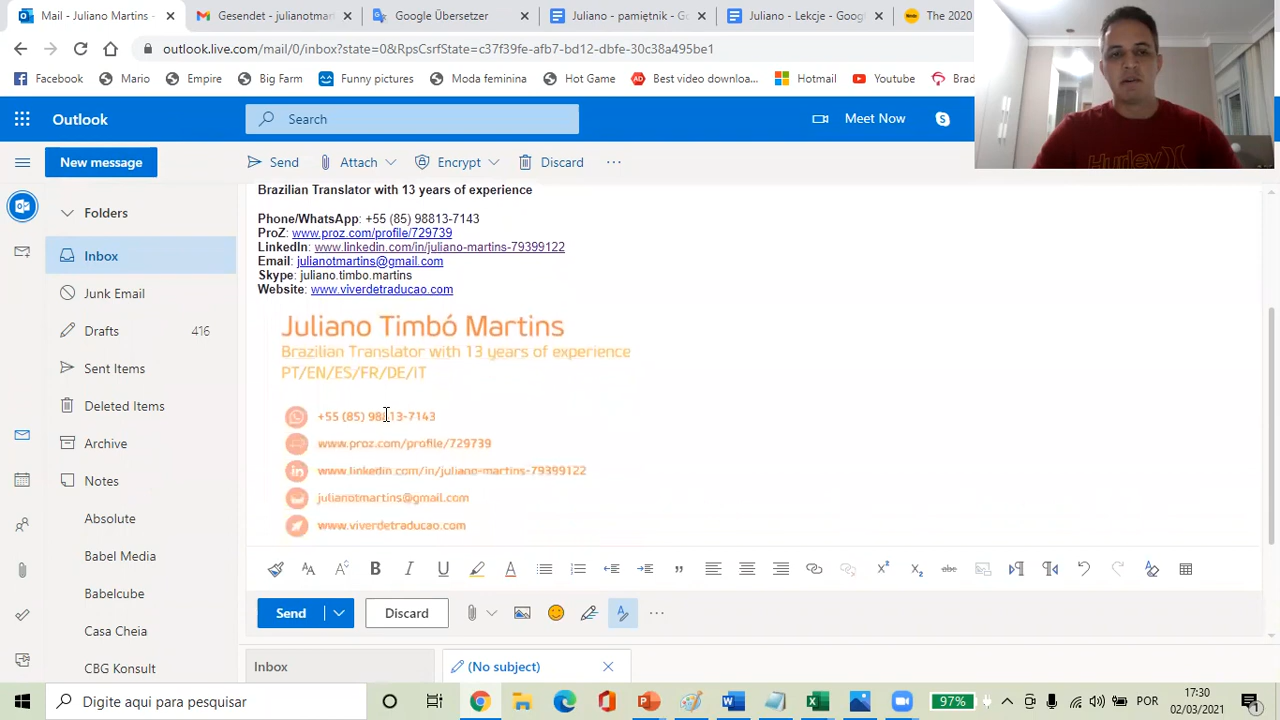 Mail - Juliano Martins -
Gesendet - julianotmart
Google Übersetzer
Juliano - pamiętnik - Go
Juliano - Lekcje - Goog
The 2020
outlook.live.com/mail/0/inbox?state=0&RpsCsrfState=c37f39fe-afb7-bd12-dbfe-30c38a495be1
Facebook
Mario
Empire
Big Farm
Funny pictures
Moda feminina
Hot Game
Best video downloa...
Hotmail
Youtube
Brad
Outlook
Search
Meet Now
New message
Send
Attach
Encrypt
Discard
Folders
Inbox
Junk Email
Drafts 416
Sent Items
Deleted Items
Archive
Notes
Absolute
Babel Media
Babelcube
Casa Cheia
CBG Konsult
Brazilian Translator with 13 years of experience
Phone/WhatsApp: +55 (85) 98813-7143
ProZ: www.proz.com/profile/729739
LinkedIn: www.linkedin.com/in/juliano-martins-79399122
Email: julianotmartins@gmail.com
Skype: juliano.timbo.martins
Website: www.viverdetraducao.com
Juliano Timbó Martins
Brazilian Translator with 13 years of experience
PT/EN/ES/FR/DE/IT
+55 (85) 98813-7143
www.proz.com/profile/729739
www.linkedin.com/in/juliano-martins-79399122
julianotmartins@gmail.com
www.viverdetraducao.com
Send
Discard
Inbox
(No subject)
Hurley
Digite aqui para pesquisar
97%
POR
17:30
02/03/2021